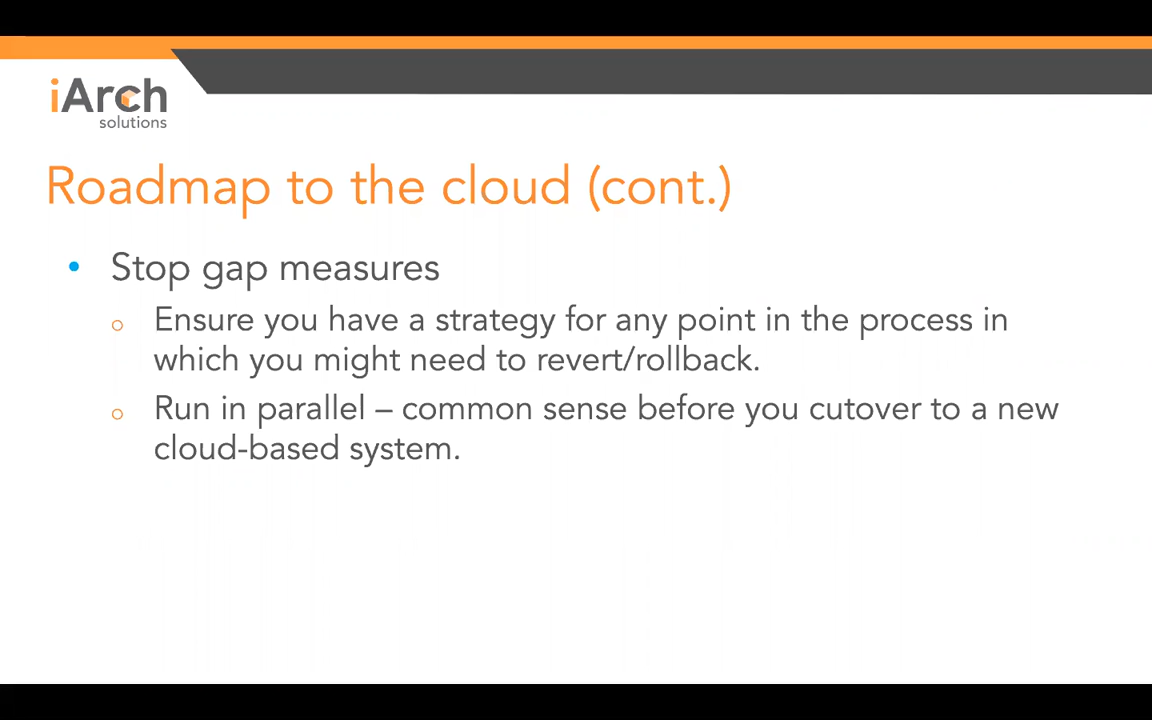 iArch
solutions
Roadmap to the cloud (cont.)
• Stop gap measures
o Ensure you have a strategy for any point in the process in
which you might need to revert/rollback.
o Run in parallel – common sense before you cutover to a new
cloud-based system.